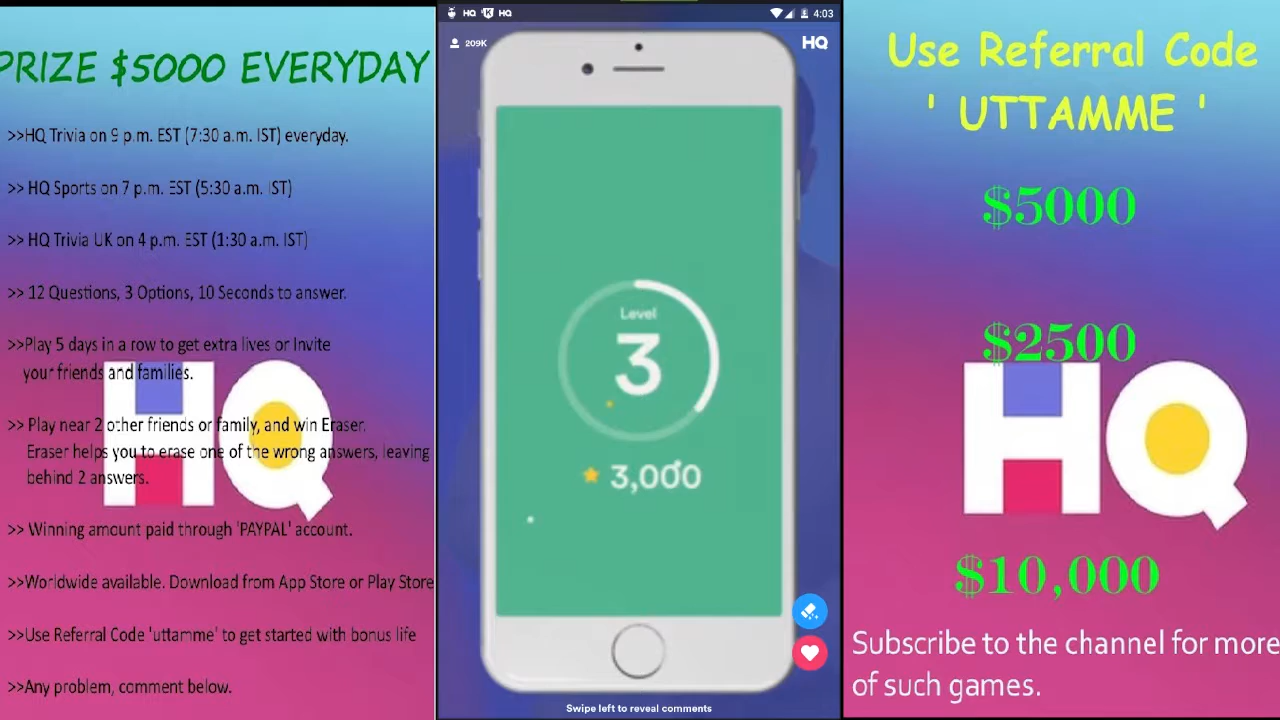 PRIZE $5000 EVERYDAY
>>HQ Trivia on 9 p.m. EST (7:30 a.m. IST) everyday.
>> HQ Sports on 7 p.m. EST (5:30 a.m. IST)
>> HQ Trivia UK on 4 p.m. EST (1:30 a.m. IST)
>> 12 Questions, 3 Options, 10 Seconds to answer.
>>Play 5 days in a row to get extra lives or Invite
your friends and families.
>> Play near 2 other friends or family, and win Eraser.
Eraser helps you to erase one of the wrong answers, leaving
behind 2 answers.
>> Winning amount paid through 'PAYPAL' account.
>>Worldwide available. Download from App Store or Play Store
>>Use Referral Code 'uttamme' to get started with bonus life
>>Any problem, comment below.
HQ
HQ K HQ
4:03
209K
HQ
Level
3
3,000
Swipe left to reveal comments
Use Referral Code
' UTTAMME '
$5000
$2500
HQ
$10,000
Subscribe to the channel for more
of such games.